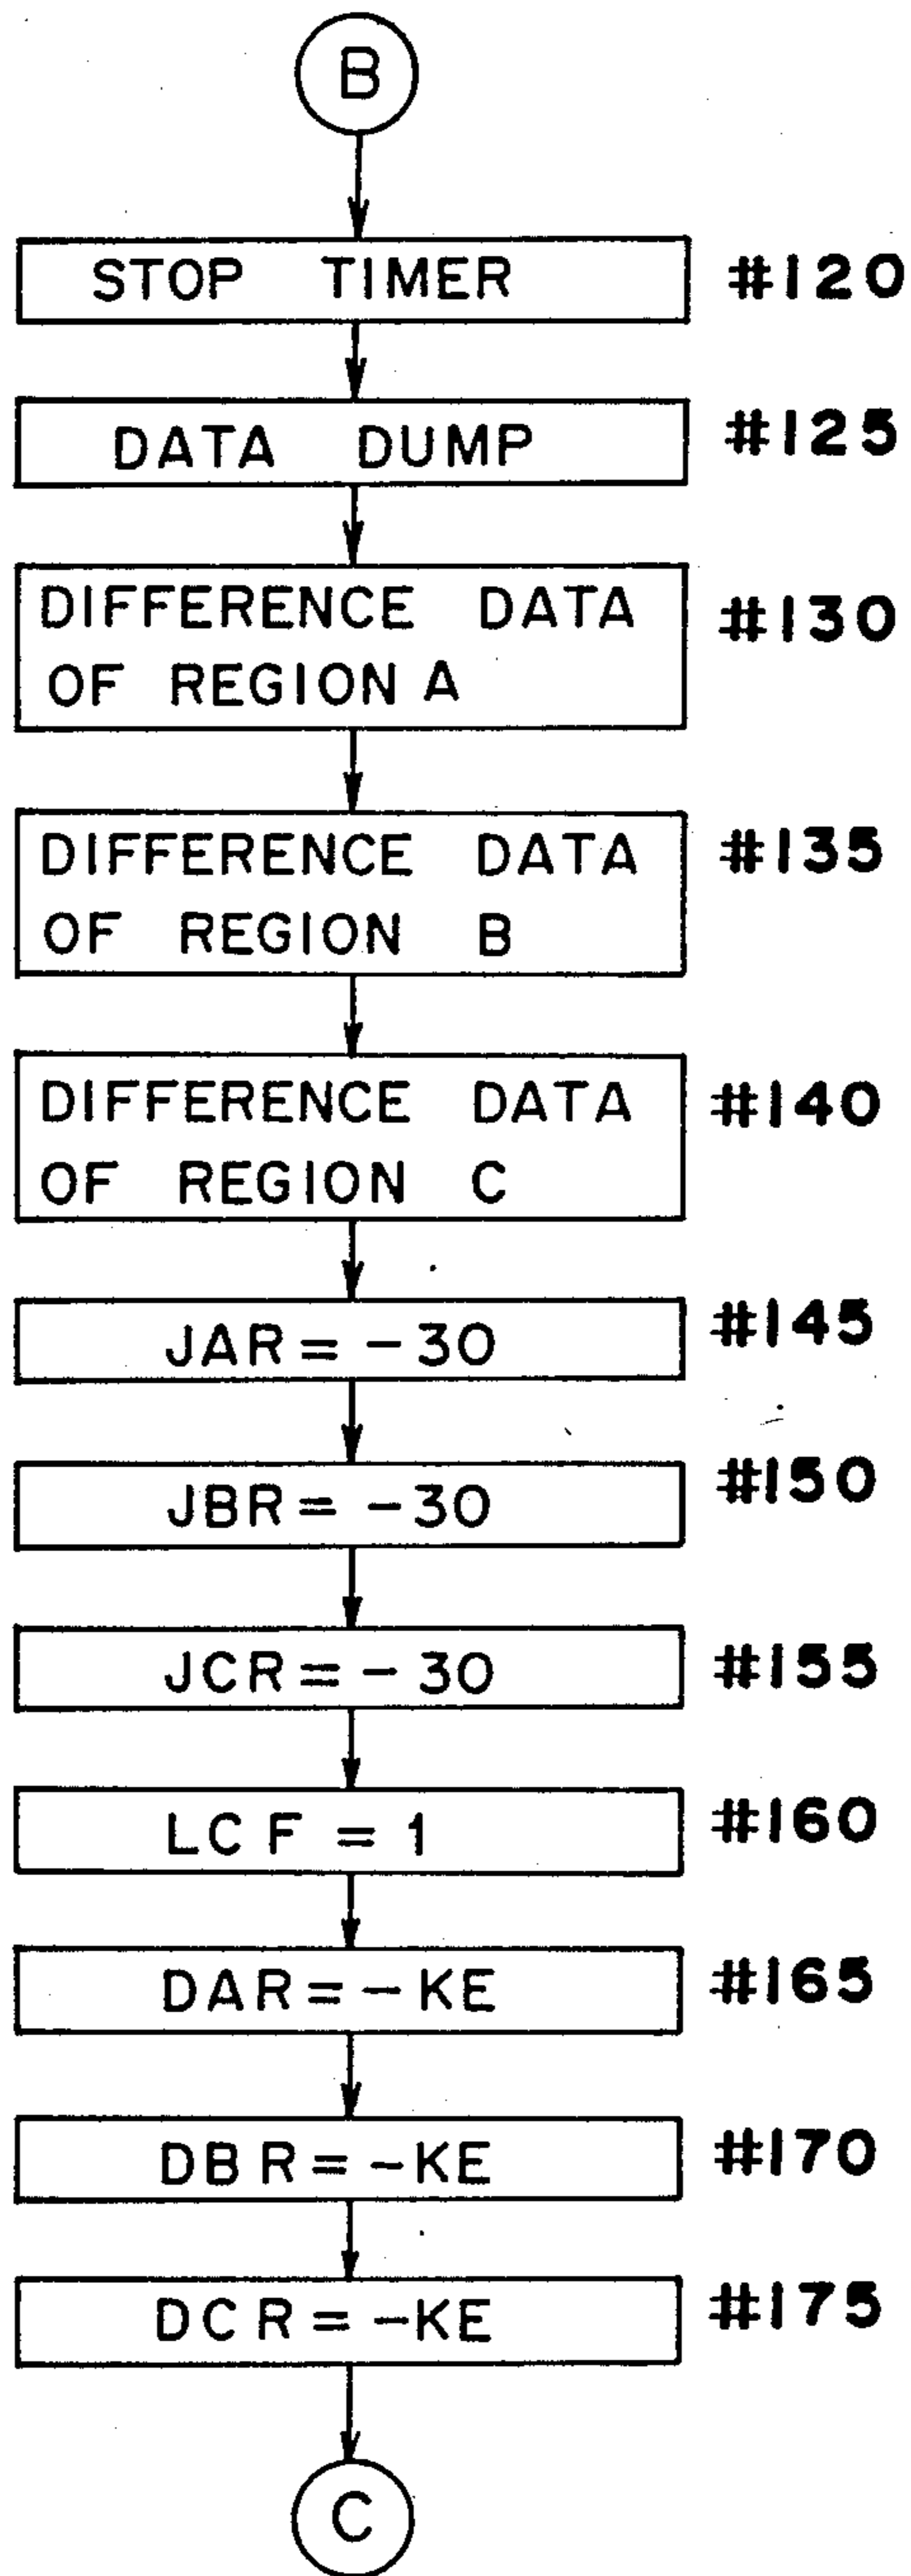 B
STOP TIMER #120
DATA DUMP #125
DIFFERENCE DATA #130
OF REGION A
DIFFERENCE DATA #135
OF REGION B
DIFFERENCE DATA #140
OF REGION C
JAR = -30 #145
JBR = -30 #150
JCR = -30 #155
LCF = 1 #160
DAR = -KE #165
DBR = -KE #170
DCR = -KE #175
C